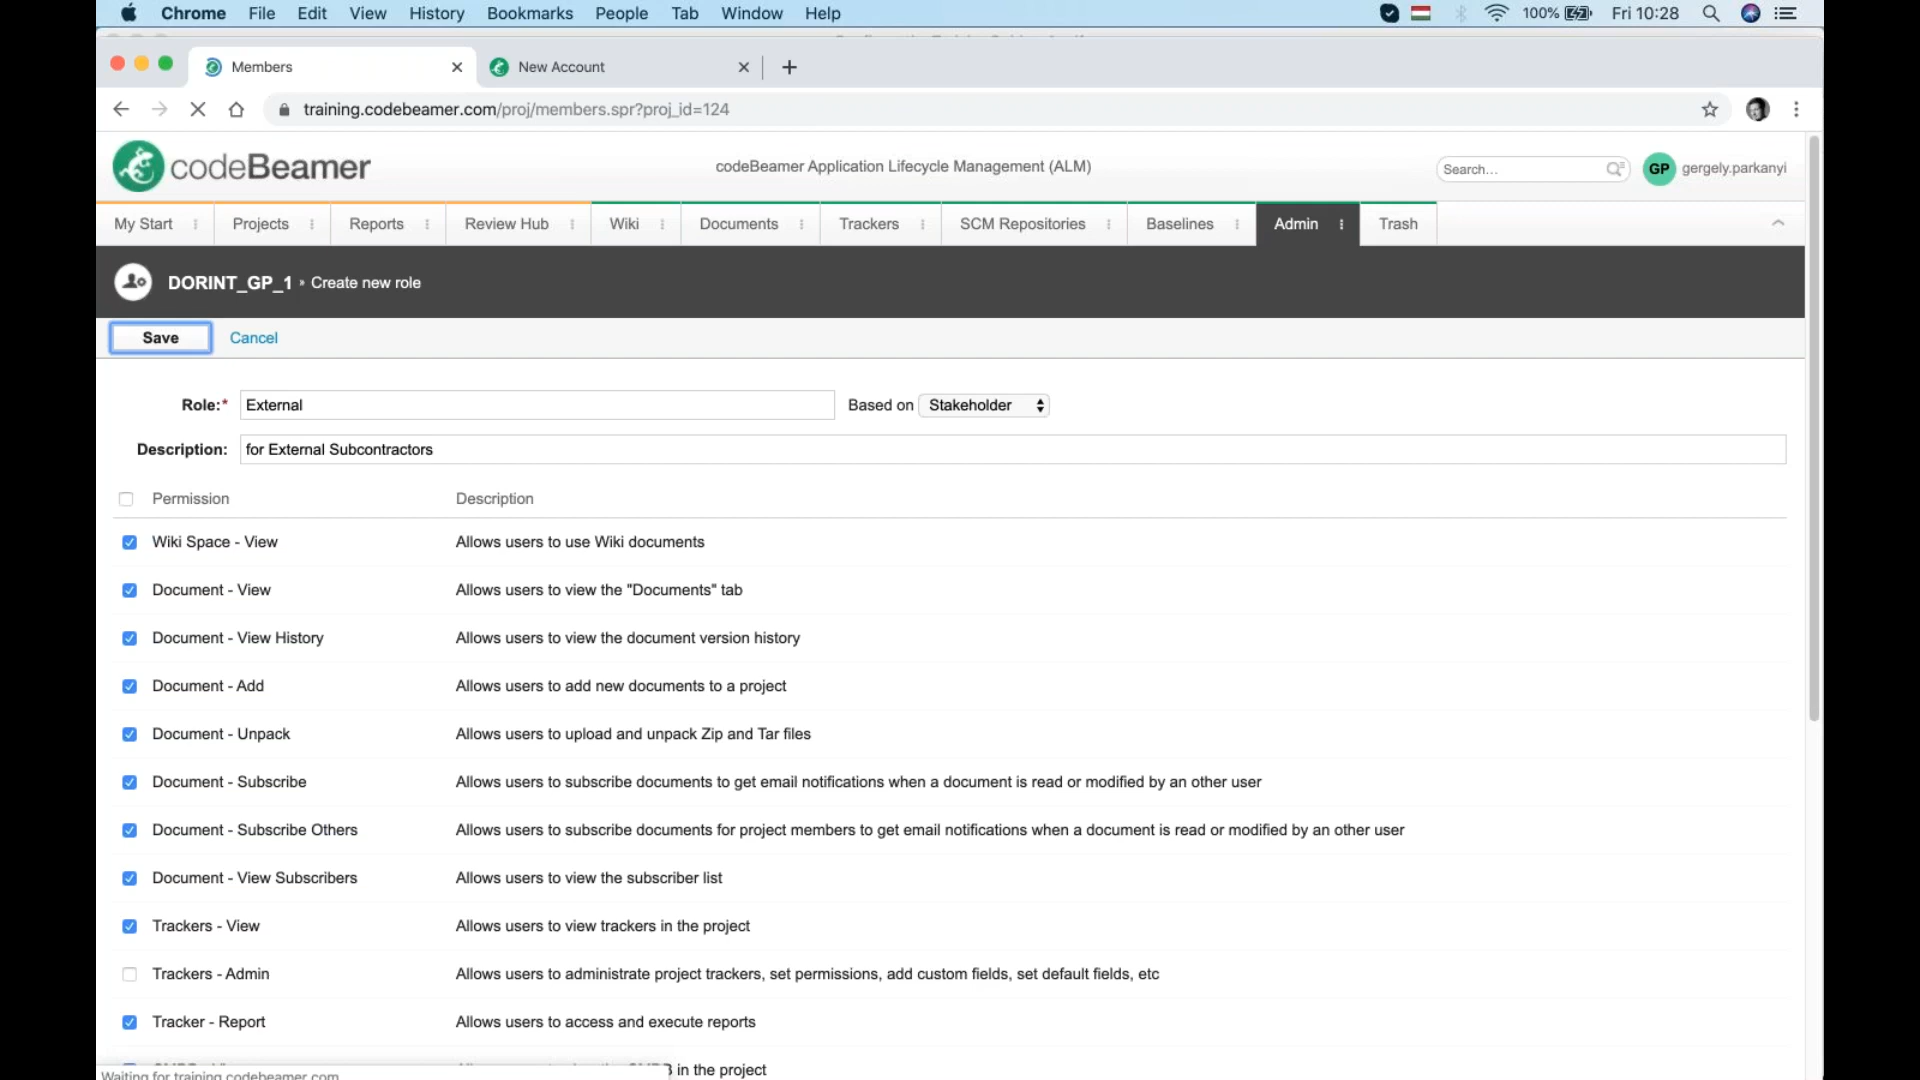 Chrome File Edit View History Bookmarks People Tab Window Help 100% Fri 10:28
Members New Account
training.codebeamer.com/proj/members.spr?proj_id=124
codeBeamer codeBeamer Application Lifecycle Management (ALM) Search... GP gergely.parkanyi
My Start Projects Reports Review Hub Wiki Documents Trackers SCM Repositories Baselines Admin Trash
DORINT_GP_1 » Create new role
Save Cancel
Role:* External Based on Stakeholder
Description: for External Subcontractors
Permission Description
Wiki Space - View Allows users to use Wiki documents
Document - View Allows users to view the "Documents" tab
Document - View History Allows users to view the document version history
Document - Add Allows users to add new documents to a project
Document - Unpack Allows users to upload and unpack Zip and Tar files
Document - Subscribe Allows users to subscribe documents to get email notifications when a document is read or modified by an other user
Document - Subscribe Others Allows users to subscribe documents for project members to get email notifications when a document is read or modified by an other user
Document - View Subscribers Allows users to view the subscriber list
Trackers - View Allows users to view trackers in the project
Trackers - Admin Allows users to administrate project trackers, set permissions, add custom fields, set default fields, etc
Tracker - Report Allows users to access and execute reports
in the project
Waiting for training.codebeamer.com